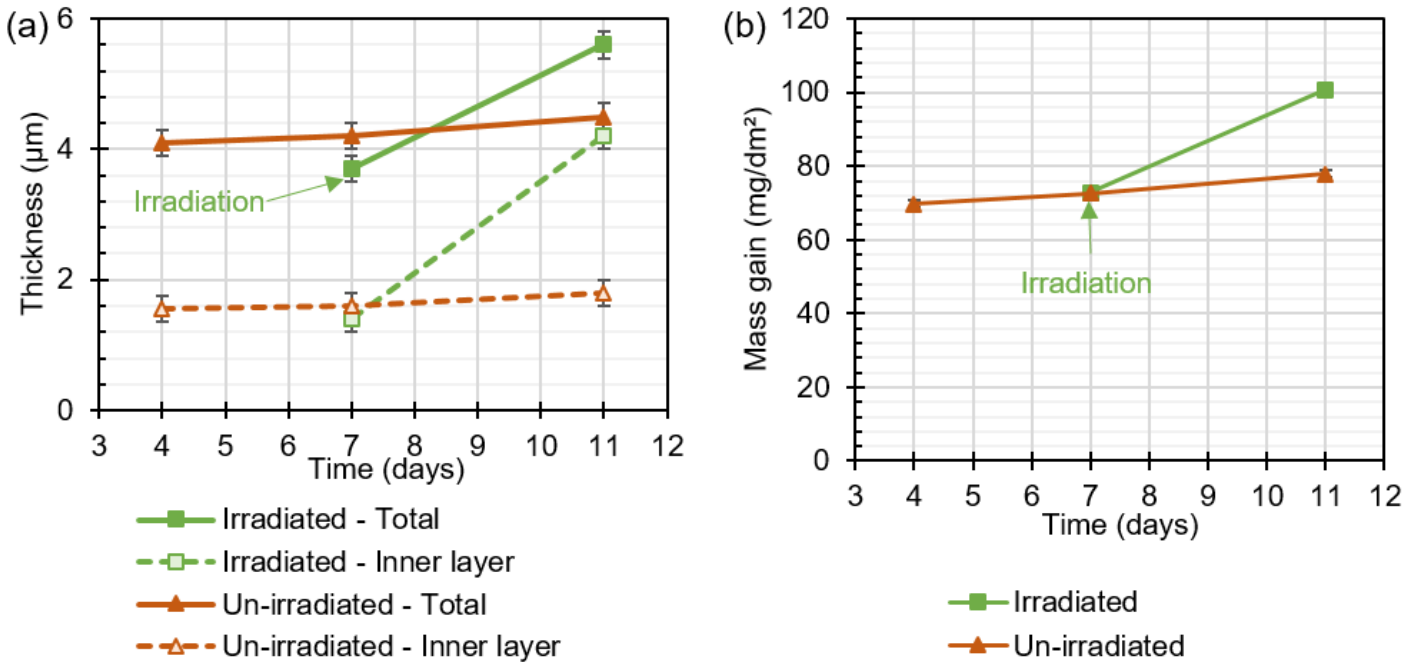 (a)
6
4
2
0
Thickness (µm)
Irradiation
3 4 5 6 7 8 9 10 11 12
Time (days)
Irradiated - Total
Irradiated - Inner layer
Un-irradiated - Total
Un-irradiated - Inner layer
(b)
120
100
80
60
40
20
0
Mass gain (mg/dm²)
Irradiation
3 4 5 6 7 8 9 10 11 12
Time (days)
Irradiated
Un-irradiated